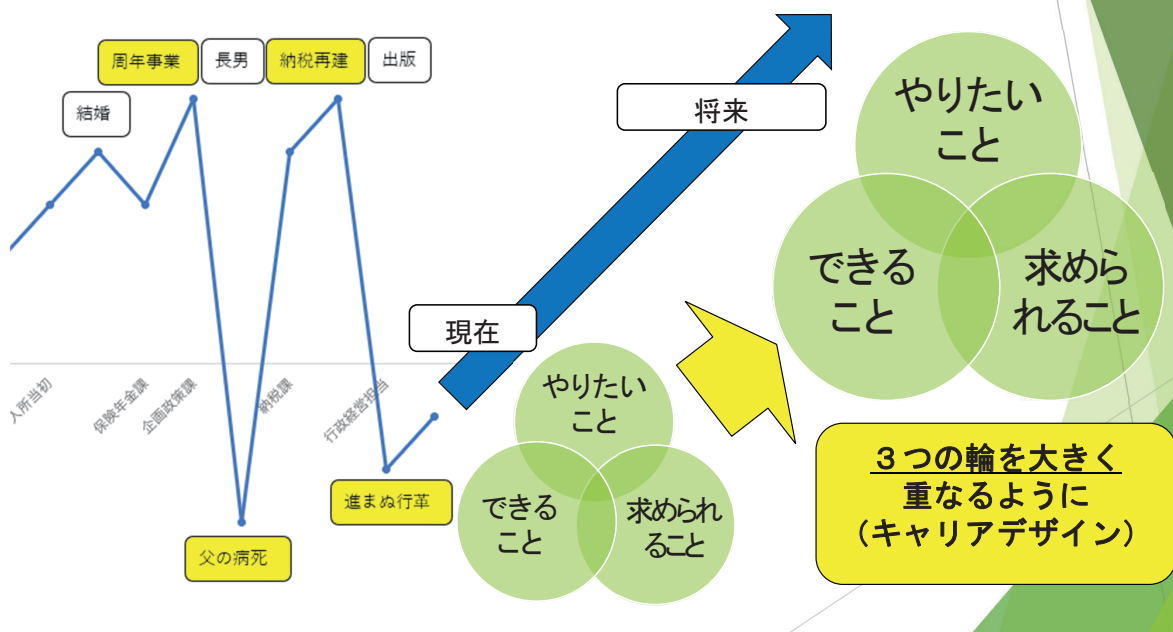 周年事業
長男
納税再建
出版
結婚
将来
現在
入所当初
保険年金課
企画政策課
納税課
行政経営担当
父の病死
進まぬ行革
やりたい
こと
できる
こと
求められ
ること
やりたい
こと
できる
こと
求めら
れること
３つの輪を大きく
重なるように
（キャリアデザイン）